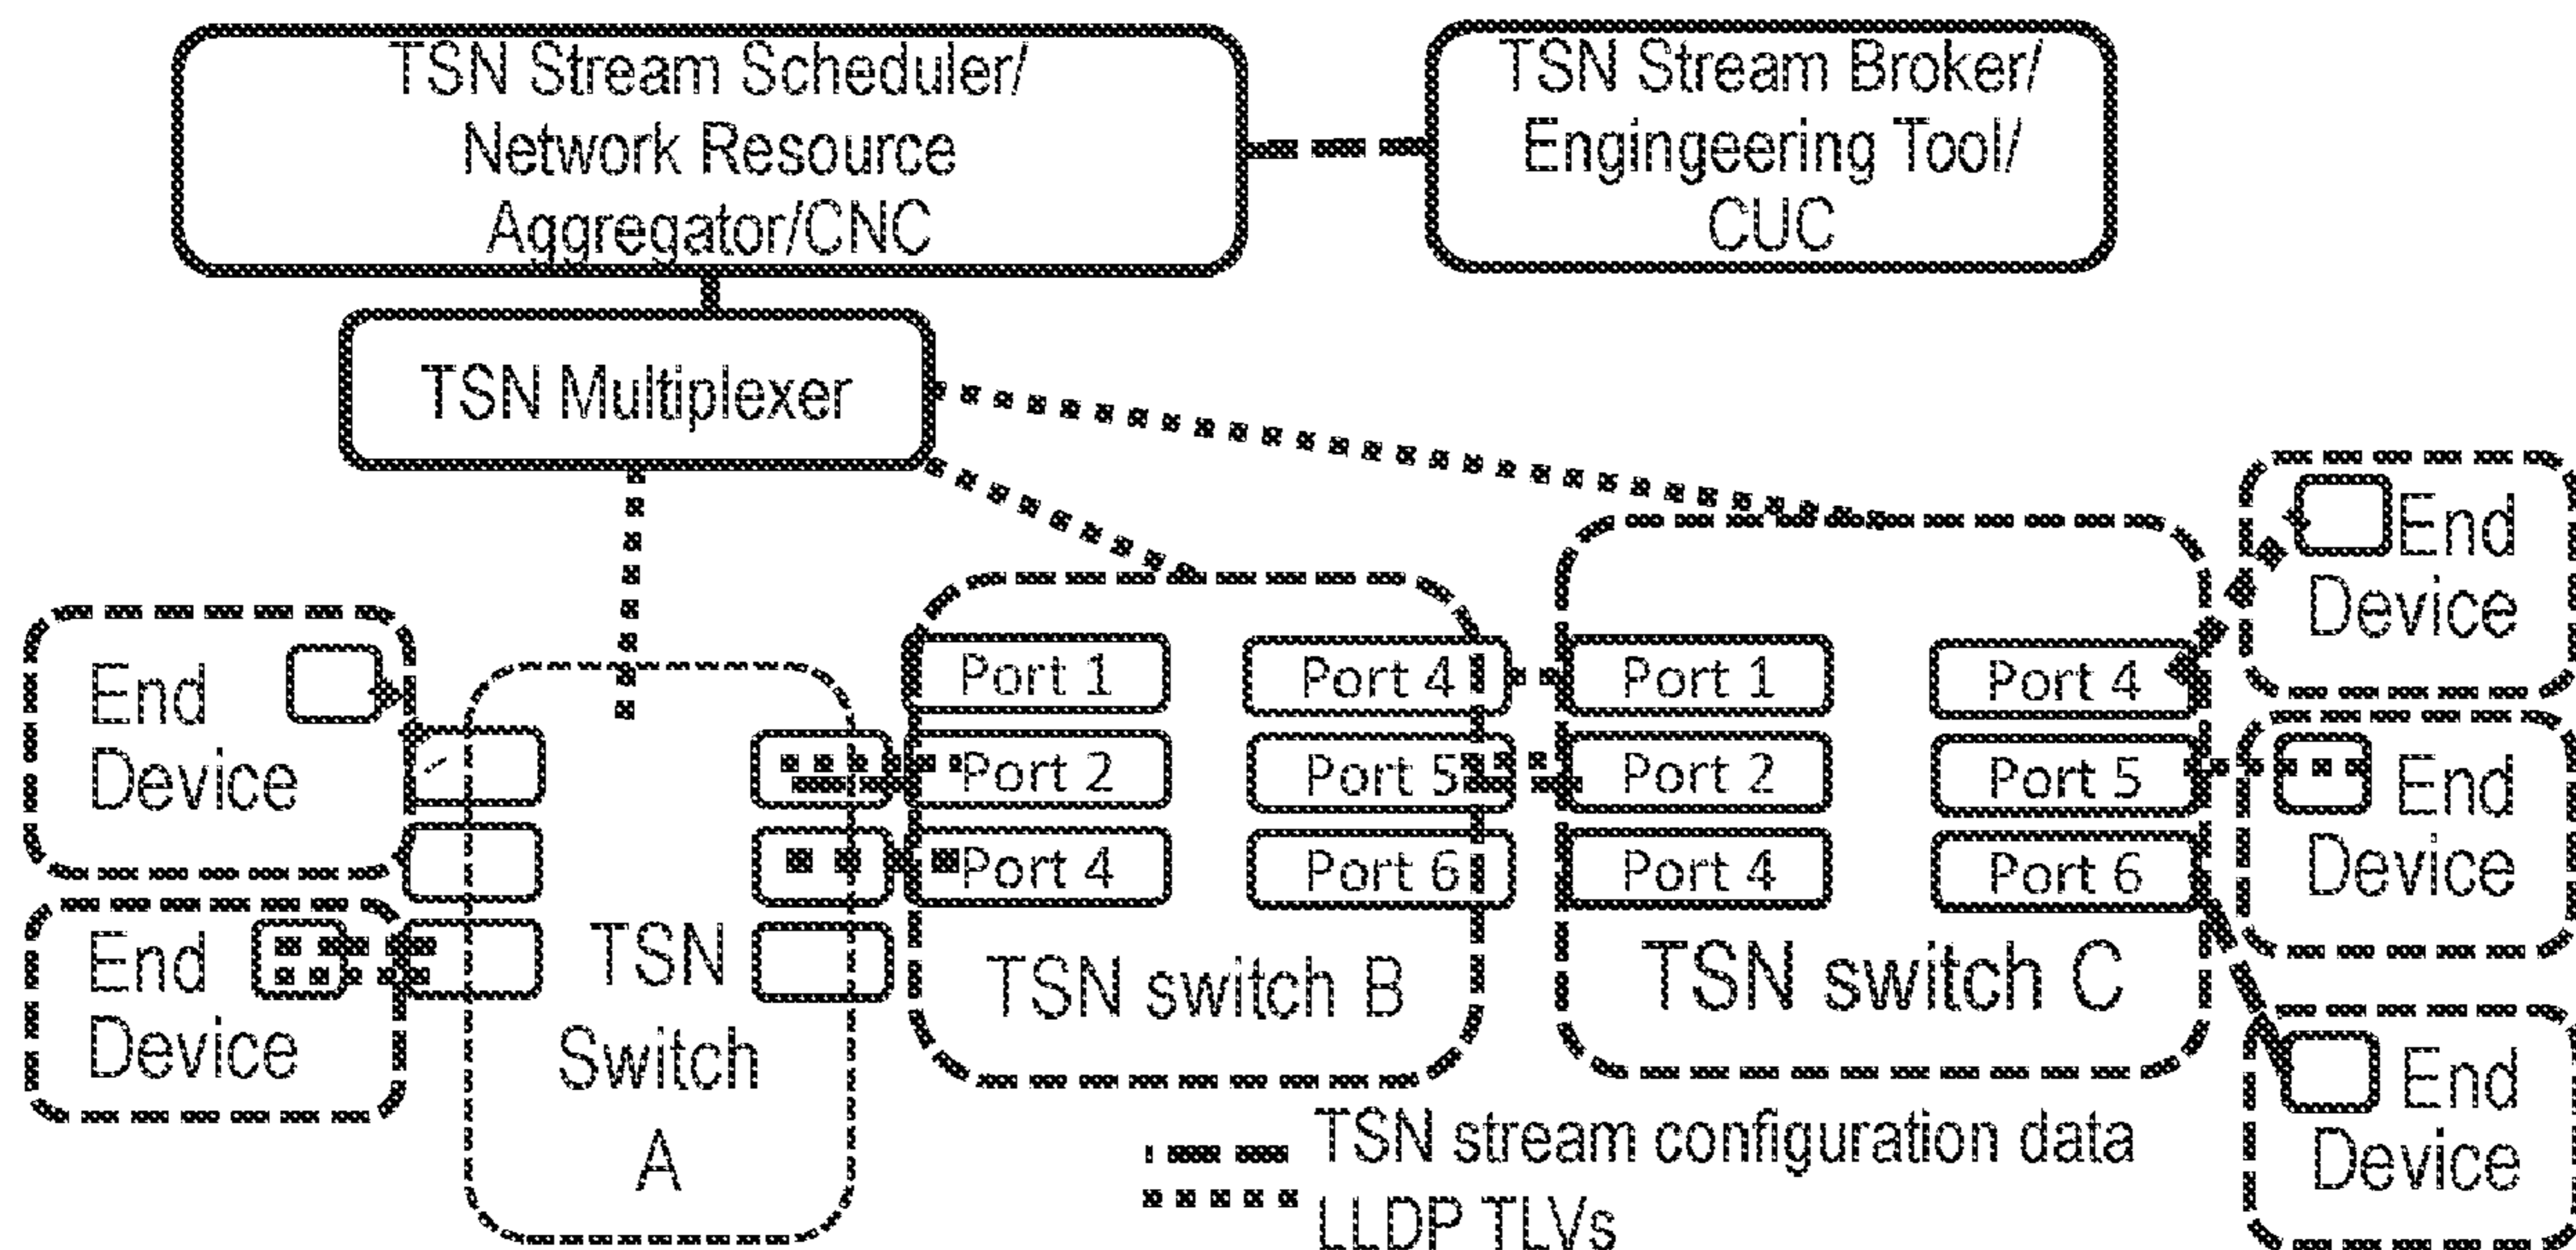 TSN Stream Scheduler/
Network Resource
Aggregator/CNC
TSN Stream Broker/
Engingeering Tool/
CUC
TSN Multiplexer
End
Device
End
Device
TSN
Switch
A
Port 1
Port 2
Port 4
Port 4
Port 5
Port 6
TSN switch B
Port 1
Port 2
Port 4
Port 4
Port 5
Port 6
TSN switch C
End
Device
End
Device
End
Device
TSN stream configuration data
LLDP TLVs